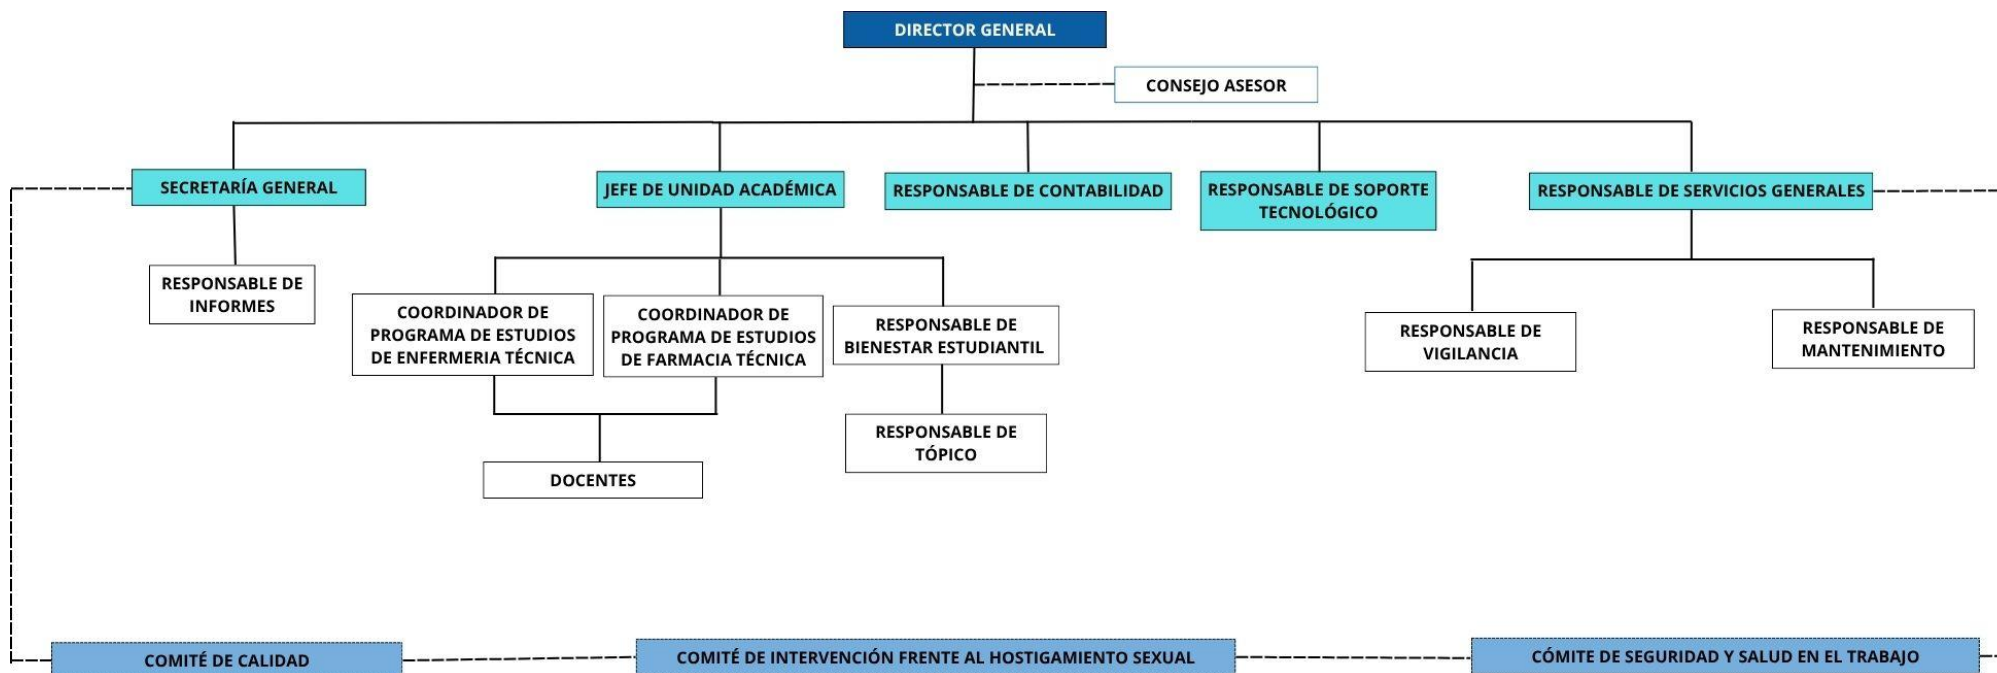 DIRECTOR GENERAL
CONSEJO ASESOR
SECRETARÍA GENERAL
JEFE DE UNIDAD ACADÉMICA
RESPONSABLE DE CONTABILIDAD
RESPONSABLE DE SOPORTE
TECNOLÓGICO
RESPONSABLE DE SERVICIOS GENERALES
RESPONSABLE DE
INFORMES
COORDINADOR DE
PROGRAMA DE ESTUDIOS
DE ENFERMERIA TÉCNICA
COORDINADOR DE
PROGRAMA DE ESTUDIOS
DE FARMACIA TÉCNICA
RESPONSABLE DE
BIENESTAR ESTUDIANTIL
RESPONSABLE DE
VIGILANCIA
RESPONSABLE DE
MANTENIMIENTO
RESPONSABLE DE
TÓPICO
DOCENTES
COMITÉ DE CALIDAD
COMITÉ DE INTERVENCIÓN FRENTE AL HOSTIGAMIENTO SEXUAL
CÓMITE DE SEGURIDAD Y SALUD EN EL TRABAJO